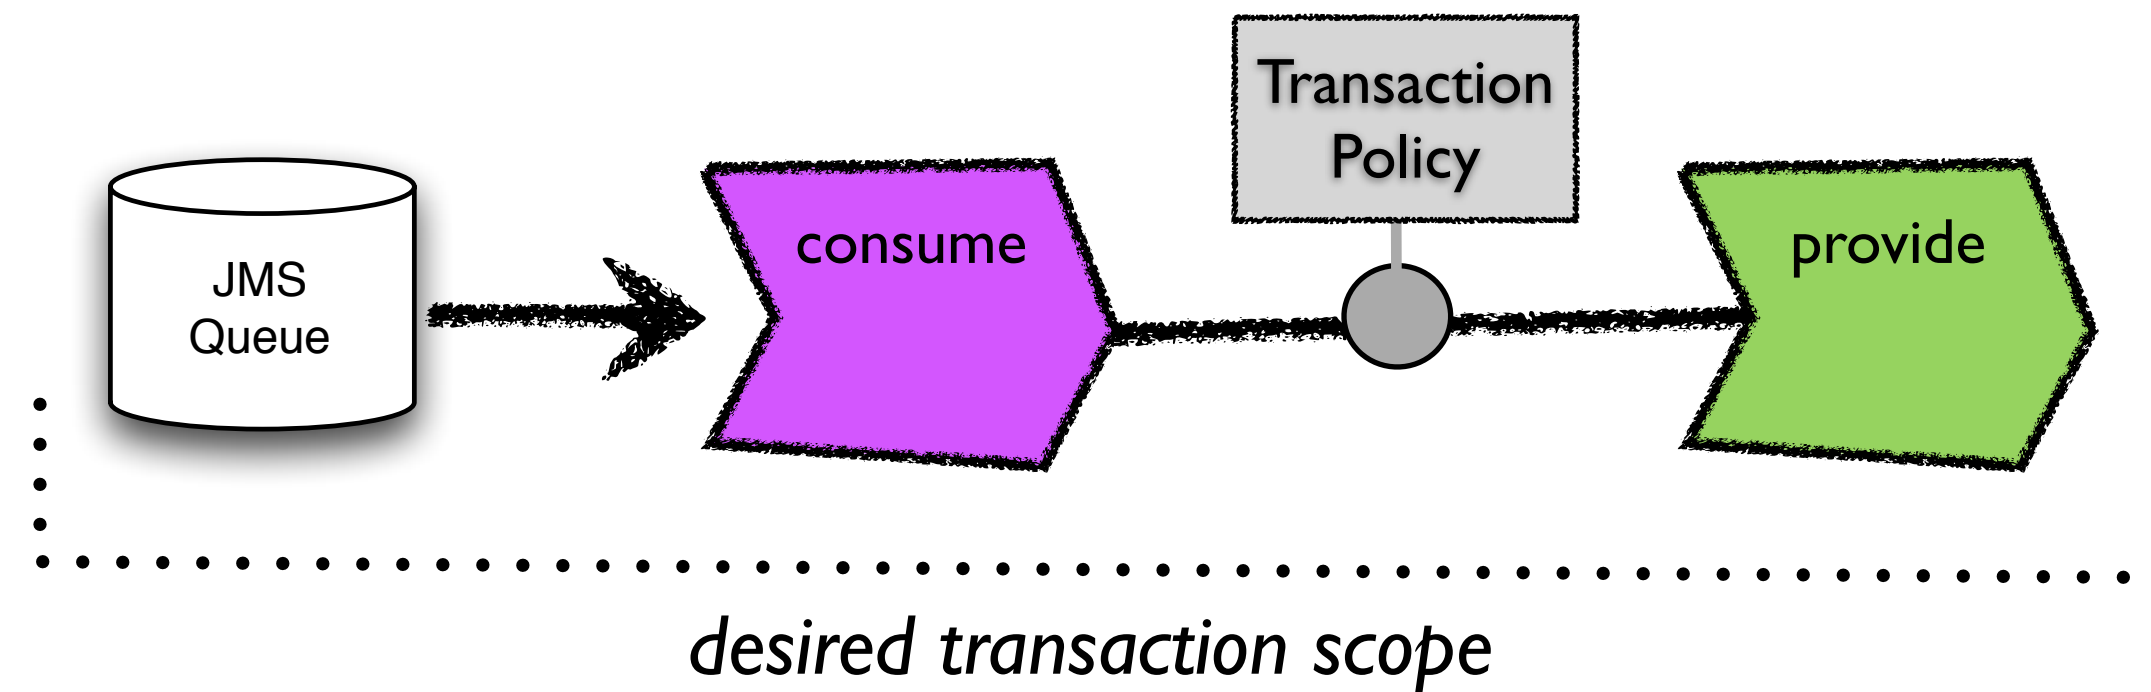 Transaction
Policy
JMS
Queue
consume
provide
desired transaction scope